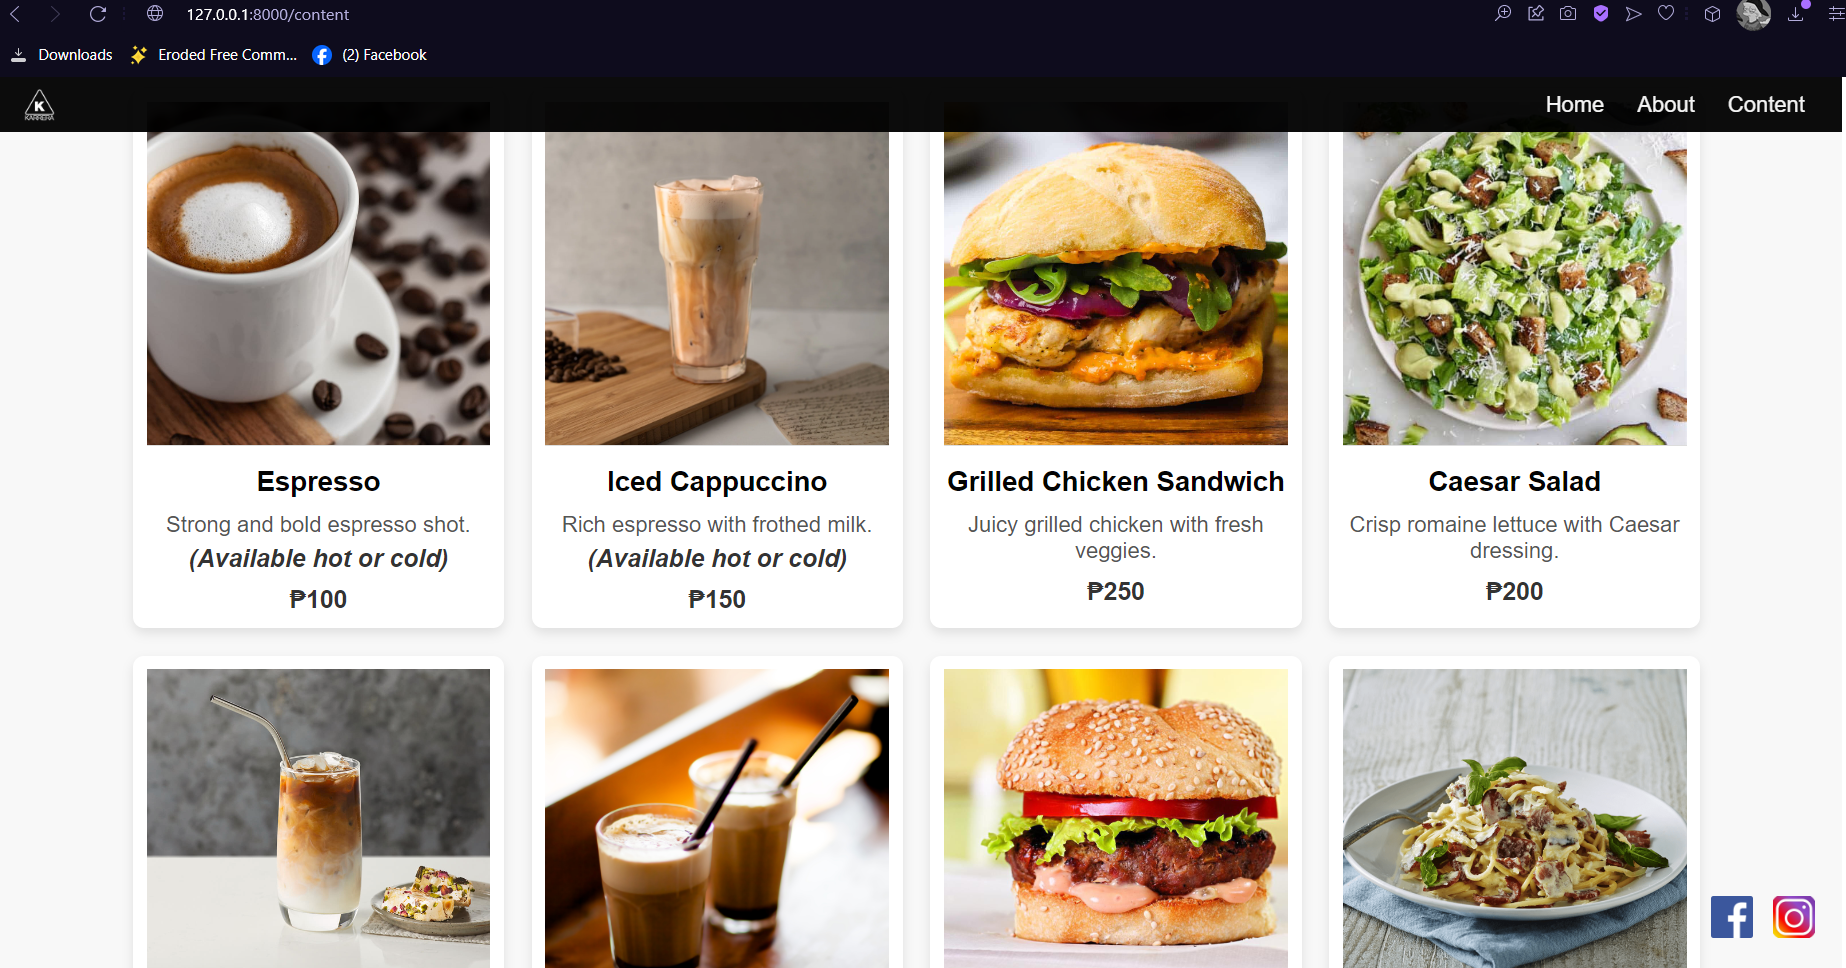 127.0.0.1:8000/content
Downloads
Eroded Free Comm...
(2) Facebook
K
KARRERA
Home
About
Content
Espresso
Strong and bold espresso shot.
(Available hot or cold)
₱100
Iced Cappuccino
Rich espresso with frothed milk.
(Available hot or cold)
₱150
Grilled Chicken Sandwich
Juicy grilled chicken with fresh
veggies.
₱250
Caesar Salad
Crisp romaine lettuce with Caesar
dressing.
₱200